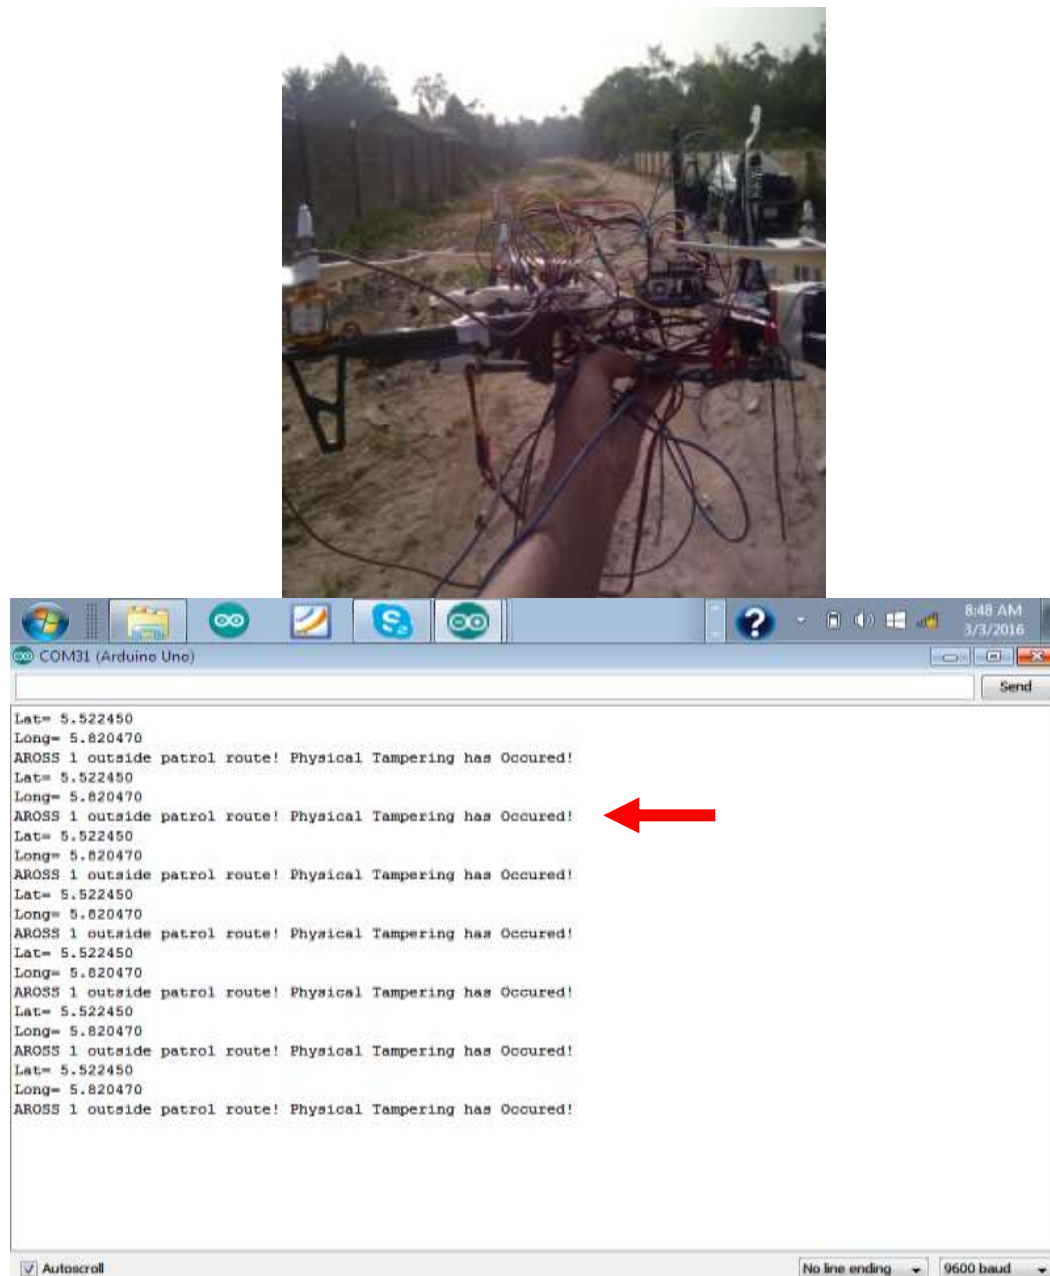 8:48 AM
3/3/2016
COM31 (Arduino Uno)
Send
Lat= 5.522450
Long= 5.820470
AROSS 1 outside patrol route! Physical Tampering has Occured!
Lat= 5.522450
Long= 5.820470
AROSS 1 outside patrol route! Physical Tampering has Occured!
Lat= 5.522450
Long= 5.820470
AROSS 1 outside patrol route! Physical Tampering has Occured!
Lat= 5.522450
Long= 5.820470
AROSS 1 outside patrol route! Physical Tampering has Occured!
Lat= 5.522450
Long= 5.820470
AROSS 1 outside patrol route! Physical Tampering has Occured!
Lat= 5.522450
Long= 5.820470
AROSS 1 outside patrol route! Physical Tampering has Occured!
Lat= 5.522450
Long= 5.820470
AROSS 1 outside patrol route! Physical Tampering has Occured!
Autoscroll
No line ending
9600 baud